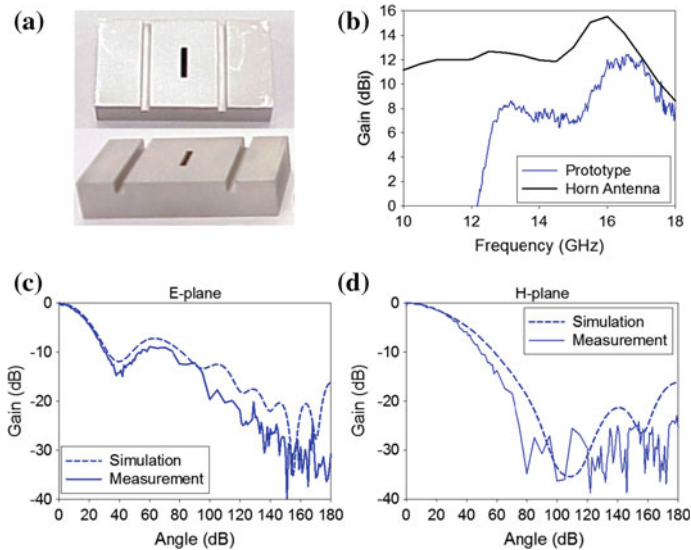 (a)
(b)
Gain (dBi)
16
14
12
10
8
6
4
2
0
Prototype
Horn Antenna
10 12 14 16 18
Frequency (GHz)
(c)
E-plane
Gain (dB)
0
-10
-20
-30
-40
Simulation
Measurement
0 20 40 60 80 100 120 140 160 180
Angle (dB)
(d)
H-plane
Gain (dB)
0
-10
-20
-30
-40
Simulation
Measurement
0 20 40 60 80 100 120 140 160 180
Angle (dB)